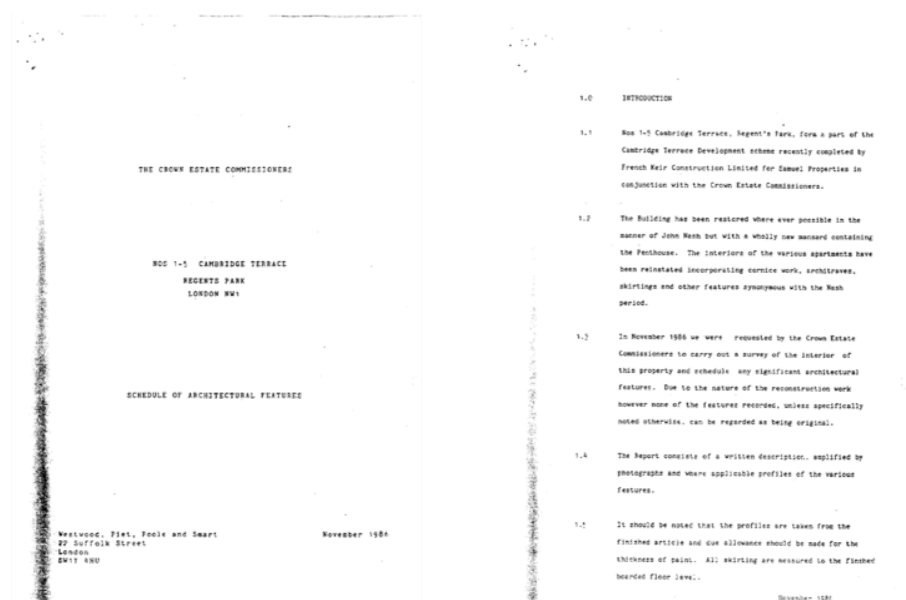 THE CROWN ESTATE COMMISSIONERS
NOS 1-5 CAMBRIDGE TERRACE
REGENTS PARK
LONDON NW1
SCHEDULE OF ARCHITECTURAL FEATURES
Westwood, Piet, Poole and Smart
22 Suffolk Street
London
November 1986
1.0 INTRODUCTION
1.1 Nos 1-5 Cambridge Terrace, Regent's Park, form a part of the
Cambridge Terrace Development scheme recently completed by
French Keir Construction Limited for Samuel Properties in
conjunction with the Crown Estate Commissioners.
1.2 The Building has been restored where ever possible in the
manner of John Nash but with a wholly new mansard containing
the Penthouse. The interiors of the various apartments have
been reinstated incorporating cornice work, architraves,
skirtings and other features synonymous with the Nash
period.
1.3 In November 1986 we were requested by the Crown Estate
Commissioners to carry out a survey of the interior of
this property and schedule any significant architectural
features. Due to the nature of the reconstruction work
however none of the features recorded, unless specifically
noted otherwise, can be regarded as being original.
1.4 The Report consists of a written description, amplified by
photographs and where applicable profiles of the various
features.
1.5 It should be noted that the profiles are taken from the
finished article and due allowance should be made for the
thickness of paint. All skirting are measured to the finished
boarded floor level.
November 1986